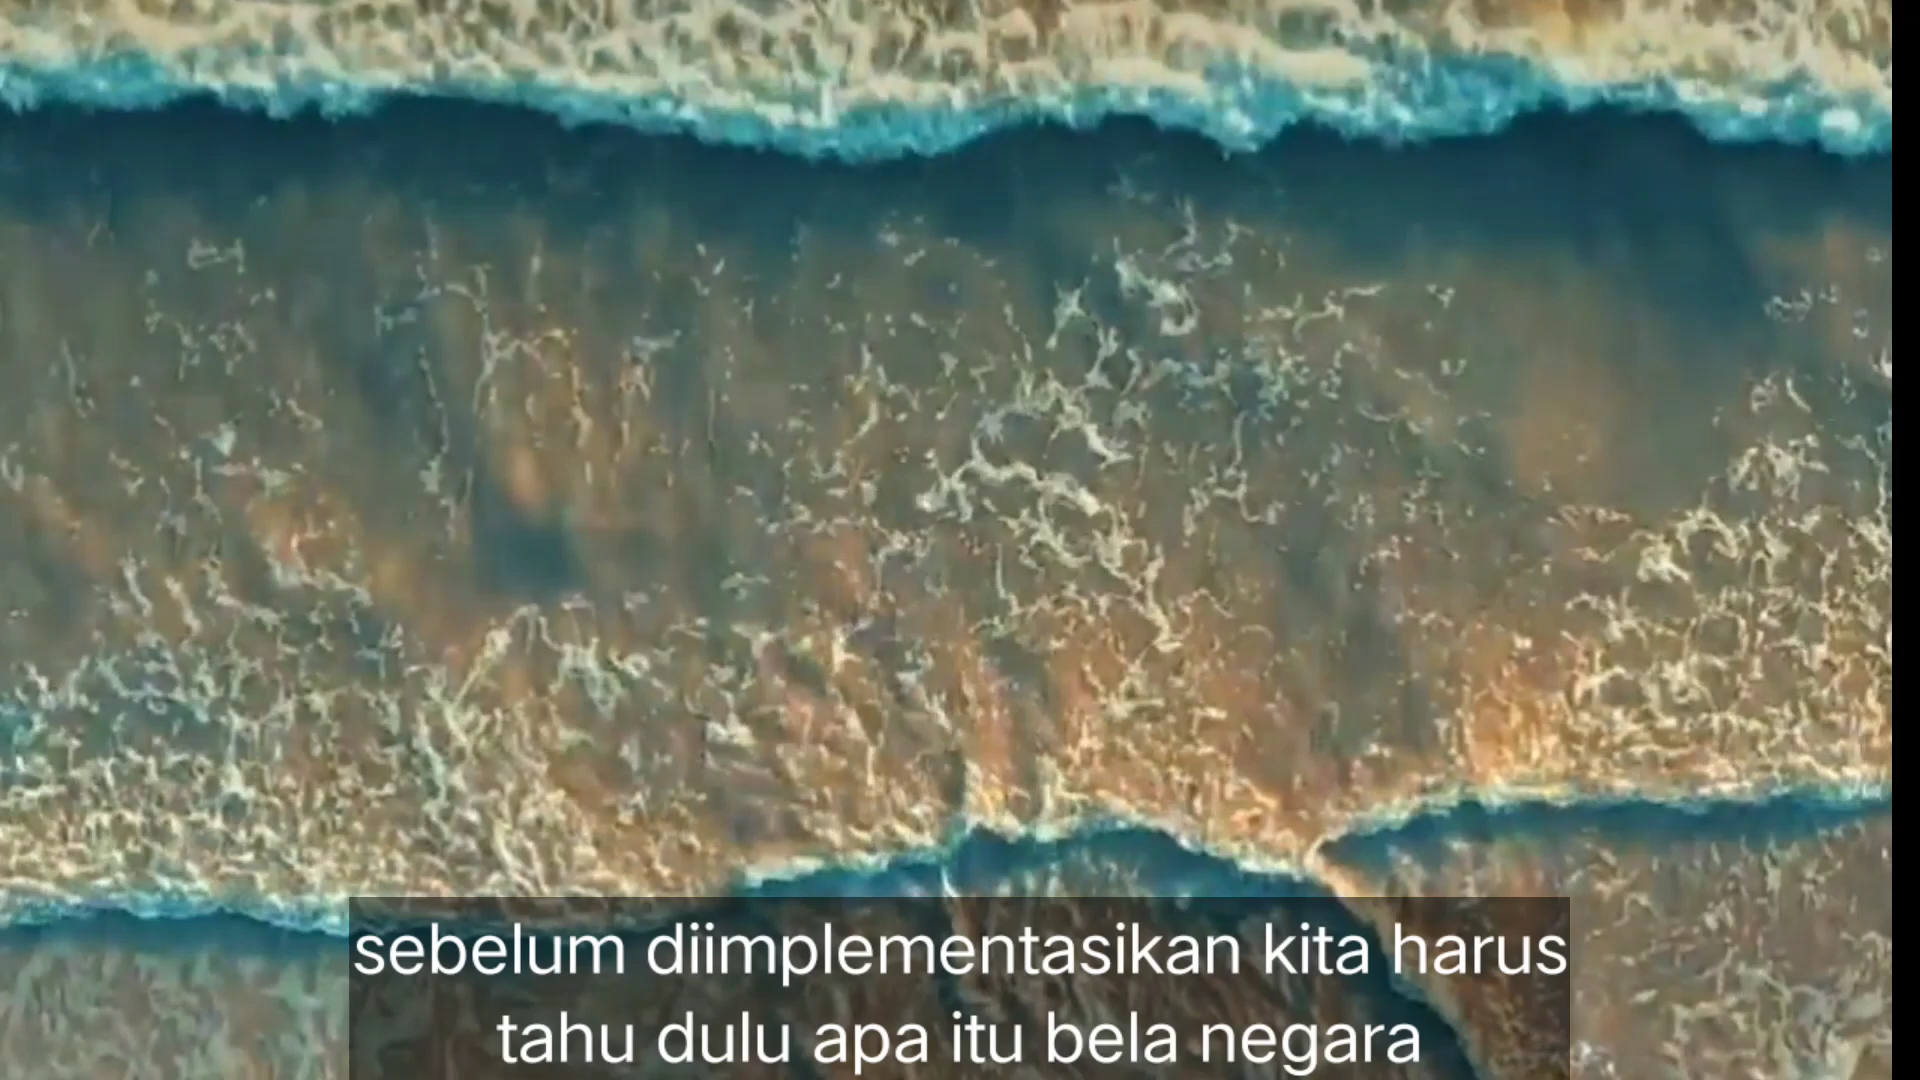 sebelum diimplementasikan kita harus
tahu dulu apa itu bela negara